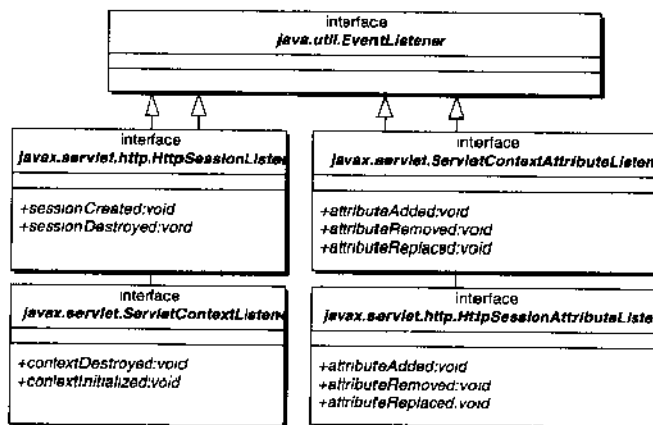 interface
java.util.EventListener
interface
javax.servlet.http.HttpSessionListene
+sessionCreated:void
+sessionDestroyed:void
interface
javax.servlet.ServletContextAttributeListen
+attributeAdded:void
+attributeRemoved:void
+attributeReplaced:void
interface
javax.servlet.ServletContextListene
+contextDestroyed:void
+contextInitialized:void
interface
javax.servlet.http.HttpSessionAttributeListe
+attributeAdded:void
+attributeRemoved:void
+attributeReplaced.void